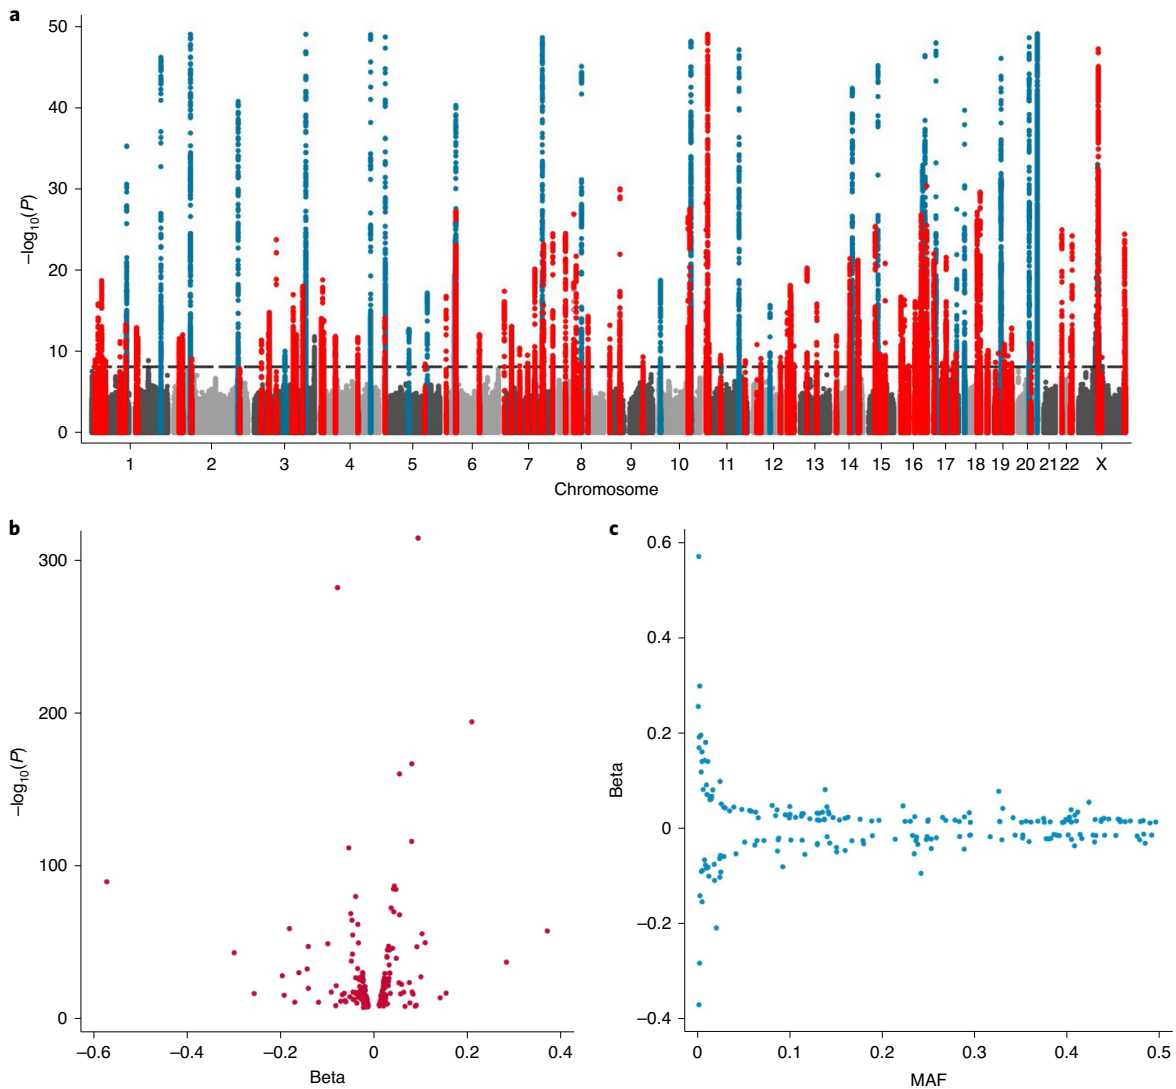 a
50
40
30
20
10
0
−log10(P)
1 2 3 4 5 6 7 8 9 10 11 12 13 14 15 16 17 18 19 20 21 22 X
Chromosome
b
300
200
100
0
−log10(P)
−0.6 −0.4 −0.2 0 0.2 0.4
Beta
c
0.6
0.4
0.2
0
−0.2
−0.4
Beta
0 0.1 0.2 0.3 0.4 0.5
MAF